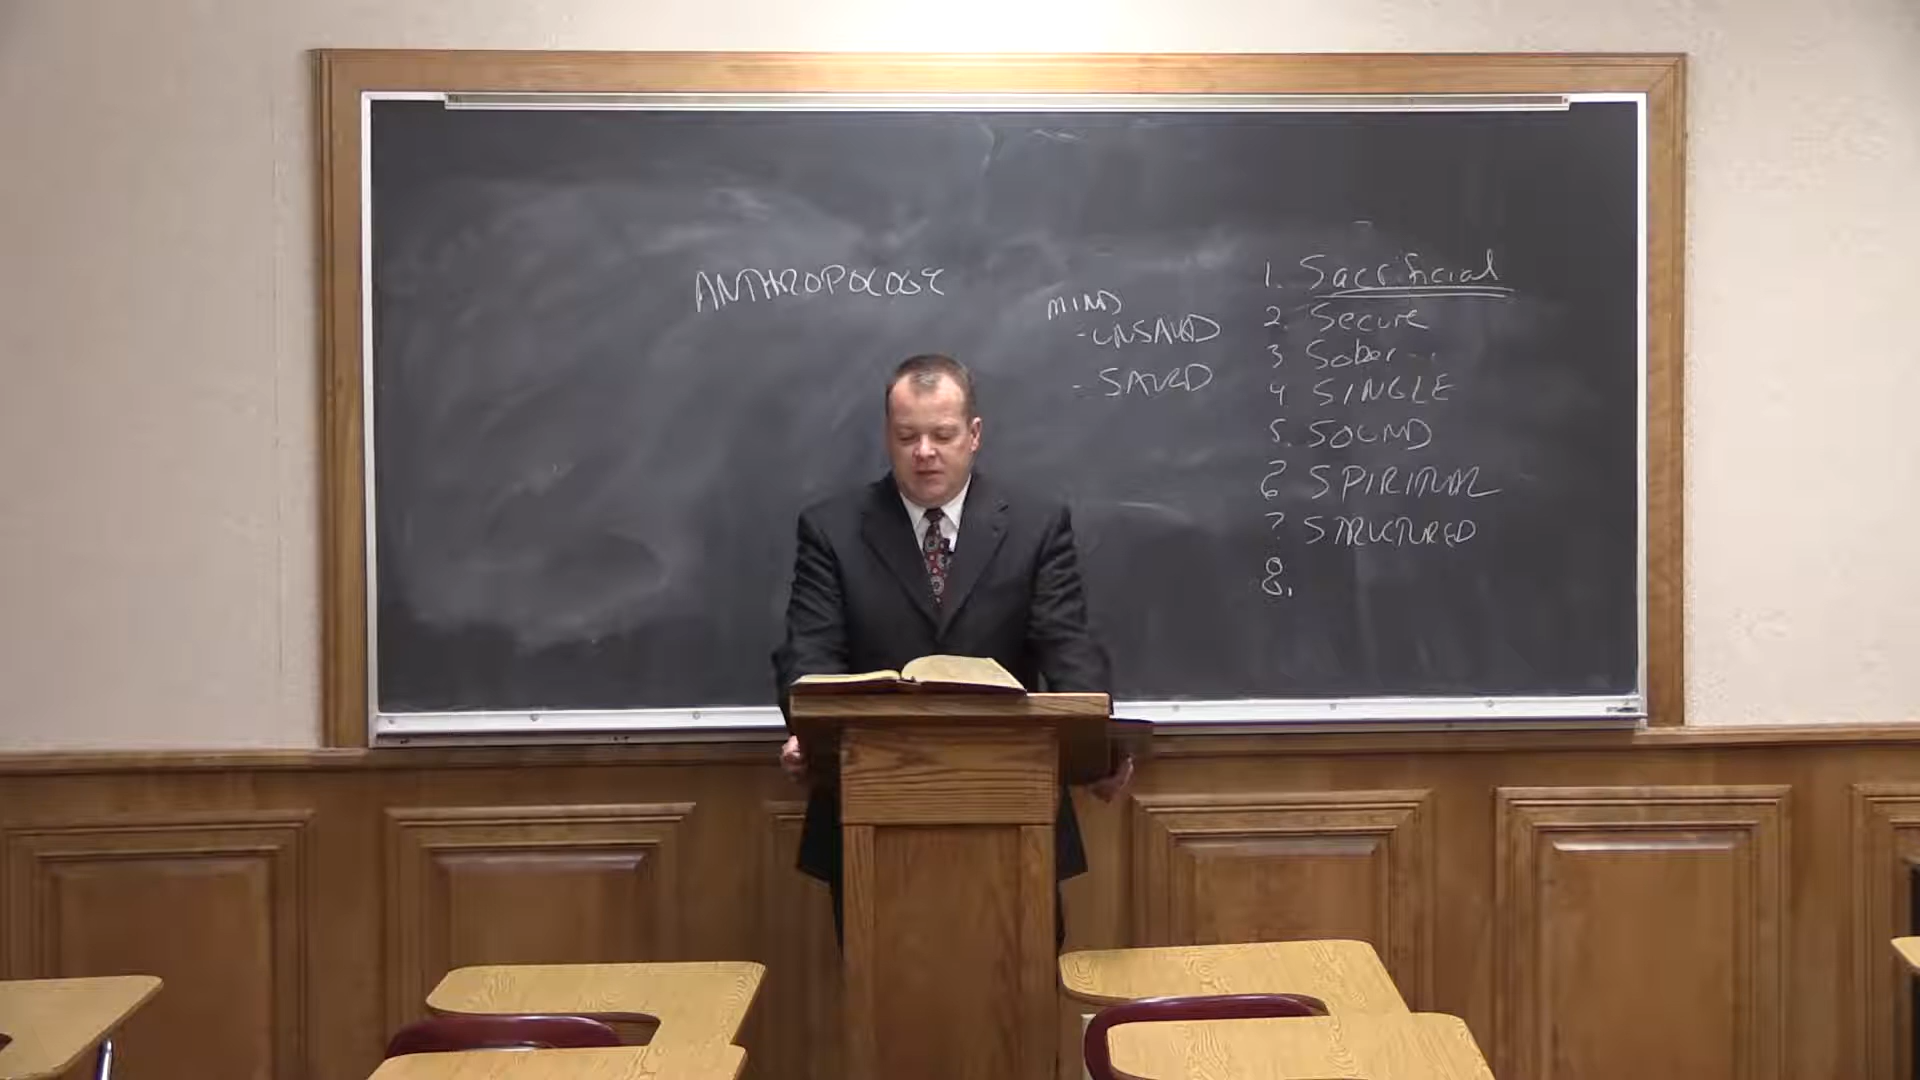 ANTHROPOLOGY
MIND
- UNSAVED
- SAVED
1. Sacrificial
2. Secure
3 Sober
4 SINGLE
5. SOUND
6 SPIRITUAL
7 STRUCTURED
8.